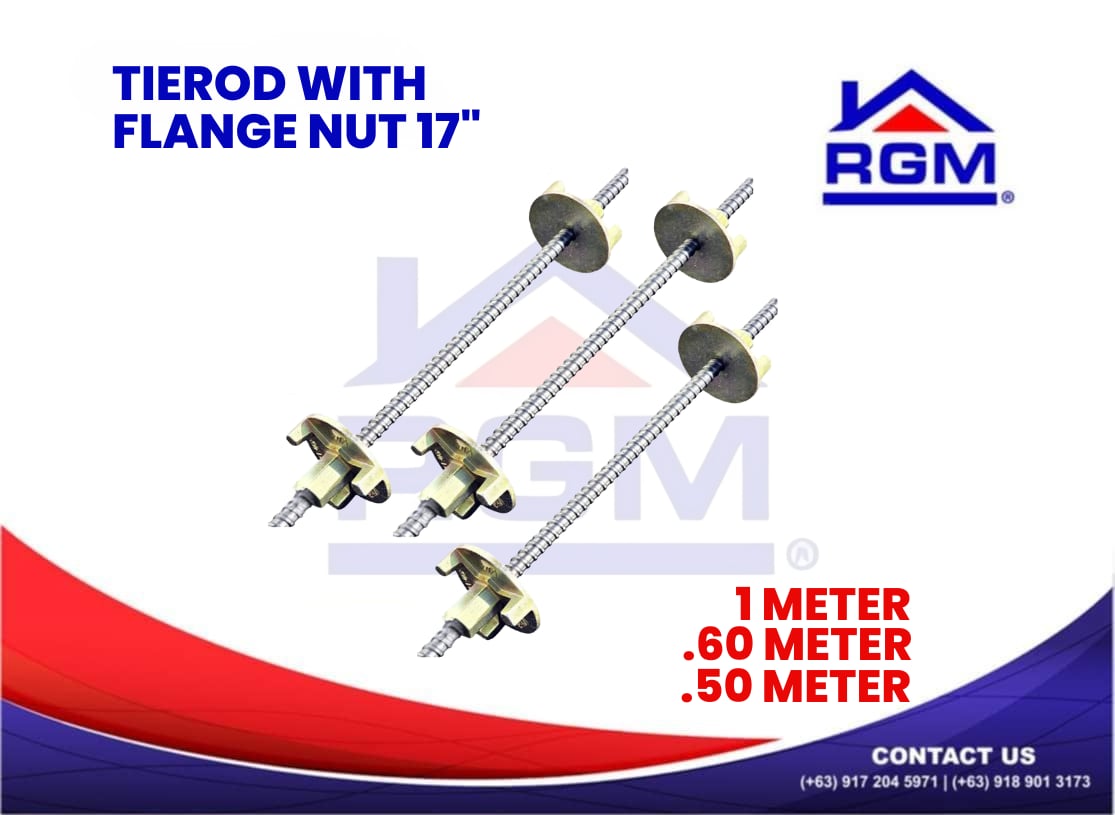 TIEROD WITH
FLANGE NUT 17"
RGM
®
RGM
®
1 METER
.60 METER
.50 METER
CONTACT US
(+63) 917 204 5971 | (+63) 918 901 3173